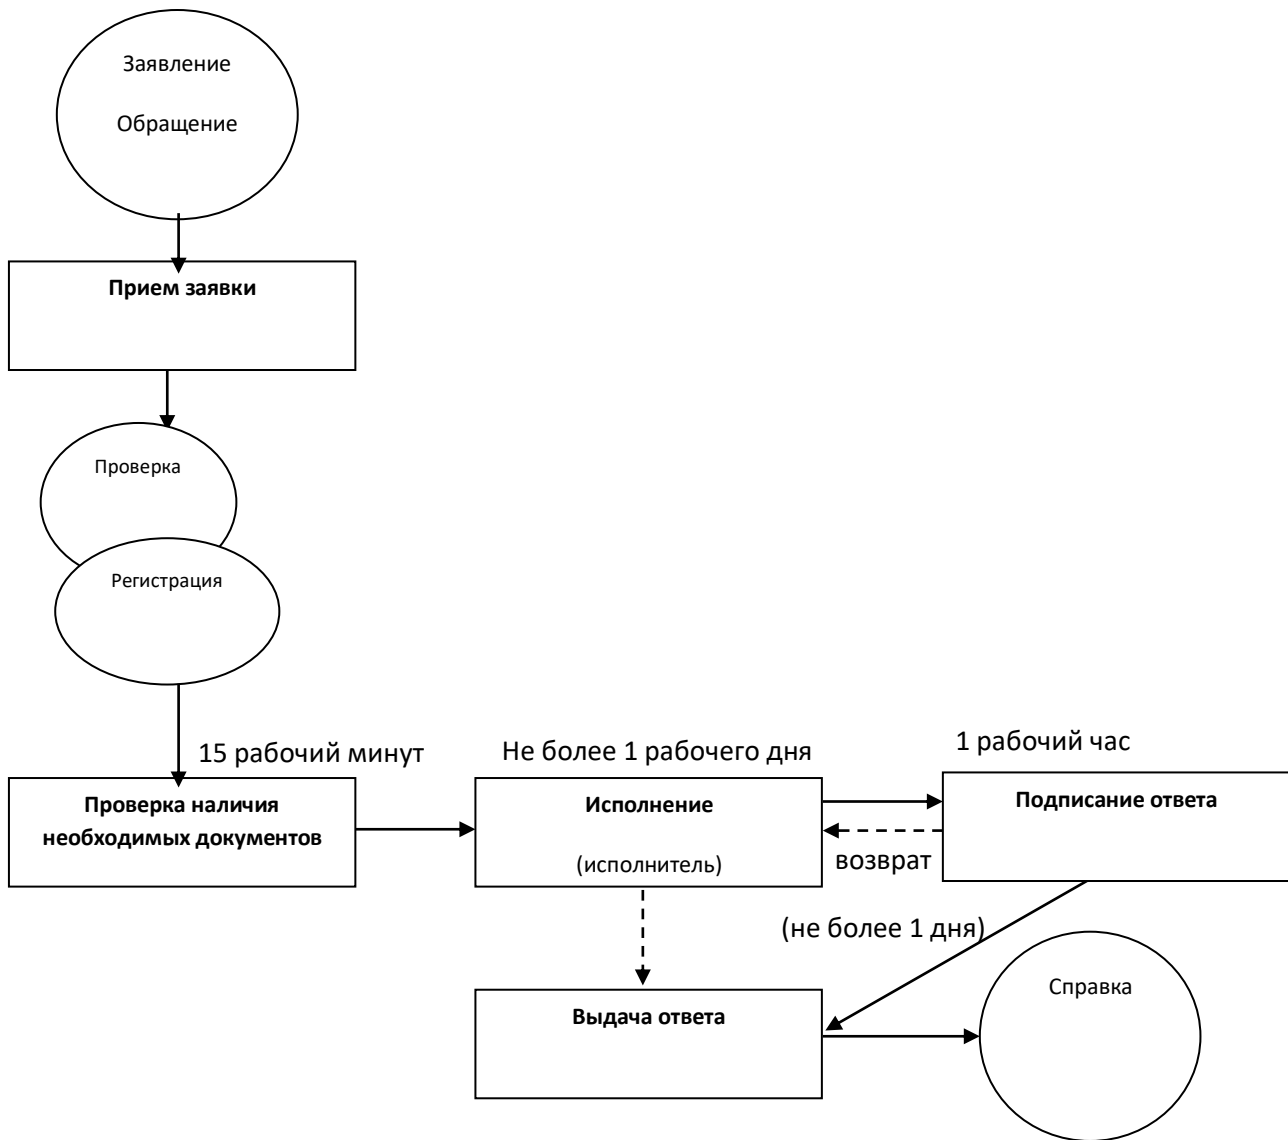 Заявление
Обращение
Прием заявки
Проверка
Регистрация
15 рабочий минут
Не более 1 рабочего дня
1 рабочий час
Проверка наличия
необходимых документов
Исполнение
(исполнитель)
Подписание ответа
возврат
(не более 1 дня)
Выдача ответа
Справка